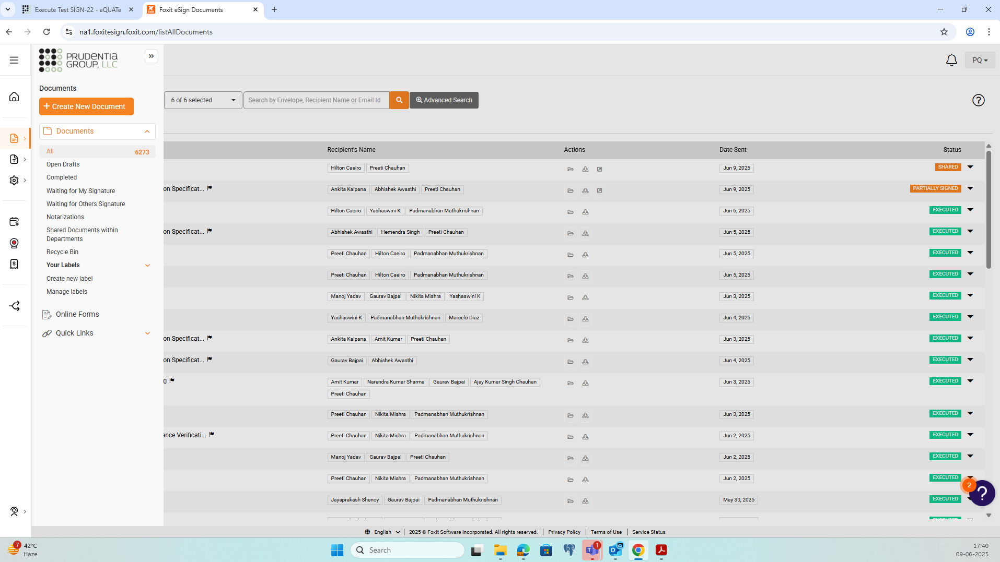 Execute Test SIGN-22 - eQUATe
Foxit eSign Documents
na1.foxitesign.foxit.com/listAllDocuments
PRUDENTIA
GROUP, LLC
PQ
Documents
+ Create New Document
6 of 6 selected
Search by Envelope, Recipient Name or Email Id
Advanced Search
Documents
All 6273
Open Drafts
Completed
Waiting for My Signature
Waiting for Others Signature
Notarizations
Shared Documents within
Departments
Recycle Bin
Your Labels
Create new label
Manage labels
Online Forms
Quick Links
Recipient's Name Actions Date Sent Status
Hilton Caeiro Preeti Chauhan Jun 9, 2025 SHARED
on Specificat... Ankita Kalpana Abhishek Awasthi Preeti Chauhan Jun 9, 2025 PARTIALLY SIGNED
Hilton Caeiro Yashaswini K Padmanabhan Muthukrishnan Jun 6, 2025 EXECUTED
on Specificat... Abhishek Awasthi Hemendra Singh Preeti Chauhan Jun 5, 2025 EXECUTED
Preeti Chauhan Hilton Caeiro Padmanabhan Muthukrishnan Jun 5, 2025 EXECUTED
Preeti Chauhan Hilton Caeiro Padmanabhan Muthukrishnan Jun 5, 2025 EXECUTED
Manoj Yadav Gaurav Bajpai Nikita Mishra Yashaswini K Jun 3, 2025 EXECUTED
Yashaswini K Padmanabhan Muthukrishnan Marcelo Diaz Jun 4, 2025 EXECUTED
on Specificat... Ankita Kalpana Amit Kumar Preeti Chauhan Jun 3, 2025 EXECUTED
on Specificat... Gaurav Bajpai Abhishek Awasthi Jun 4, 2025 EXECUTED
0 Amit Kumar Narendra Kumar Sharma Gaurav Bajpai Ajay Kumar Singh Chauhan Jun 3, 2025 EXECUTED
Preeti Chauhan
Preeti Chauhan Nikita Mishra Padmanabhan Muthukrishnan Jun 3, 2025 EXECUTED
ance Verificati... Preeti Chauhan Nikita Mishra Padmanabhan Muthukrishnan Jun 2, 2025 EXECUTED
Manoj Yadav Gaurav Bajpai Preeti Chauhan Jun 2, 2025 EXECUTED
Preeti Chauhan Nikita Mishra Padmanabhan Muthukrishnan Jun 2, 2025 EXECUTED
2
Jayaprakash Shenoy Gaurav Bajpai Padmanabhan Muthukrishnan May 30, 2025 EXECUTED
English 2025 © Foxit Software Incorporated. All rights reserved. Privacy Policy Terms of Use Service Status
7
42°C
Haze
Search
1
17:40
09-06-2025